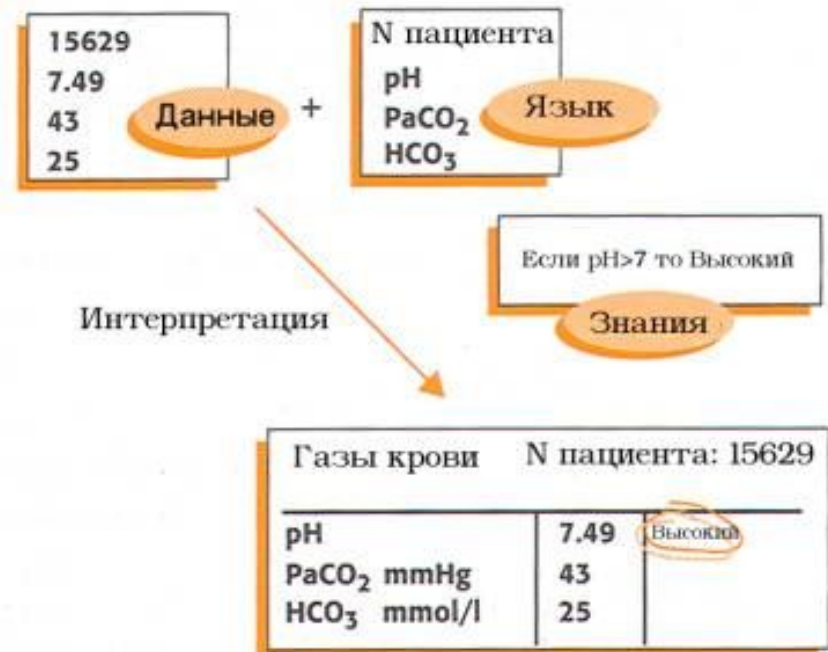 15629
7.49
43
25
Данные
+
N пациента
pH
PaCO₂
HCO₃
Язык
Если pH>7 то Высокий
Знания
Интерпретация
Газы крови N пациента: 15629
pH 7.49 Высокий
PaCO₂ mmHg 43
HCO₃ mmol/l 25